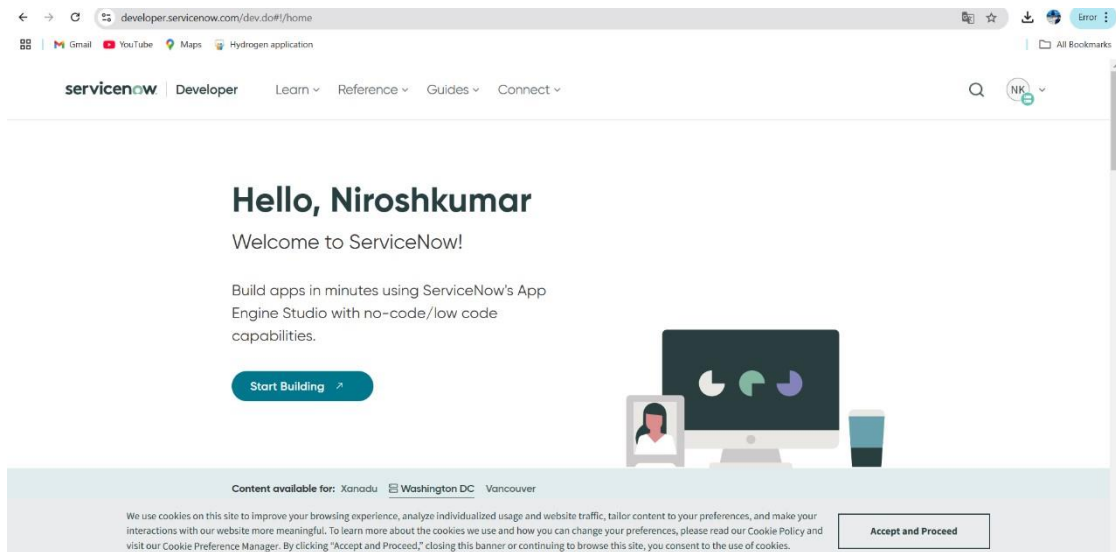 developer.servicenow.com/dev.do#!/home
Error
Gmail YouTube Maps Hydrogen application
All Bookmarks
servicenow. Developer Learn Reference Guides Connect
NK
Hello, Niroshkumar
Welcome to ServiceNow!
Build apps in minutes using ServiceNow's App
Engine Studio with no-code/low code
capabilities.
Start Building
Content available for: Xanadu Washington DC Vancouver
We use cookies on this site to improve your browsing experience, analyze individualized usage and website traffic, tailor content to your preferences, and make your
interactions with our website more meaningful. To learn more about the cookies we use and how you can change your preferences, please read our Cookie Policy and
visit our Cookie Preference Manager. By clicking "Accept and Proceed," closing this banner or continuing to browse this site, you consent to the use of cookies.
Accept and Proceed